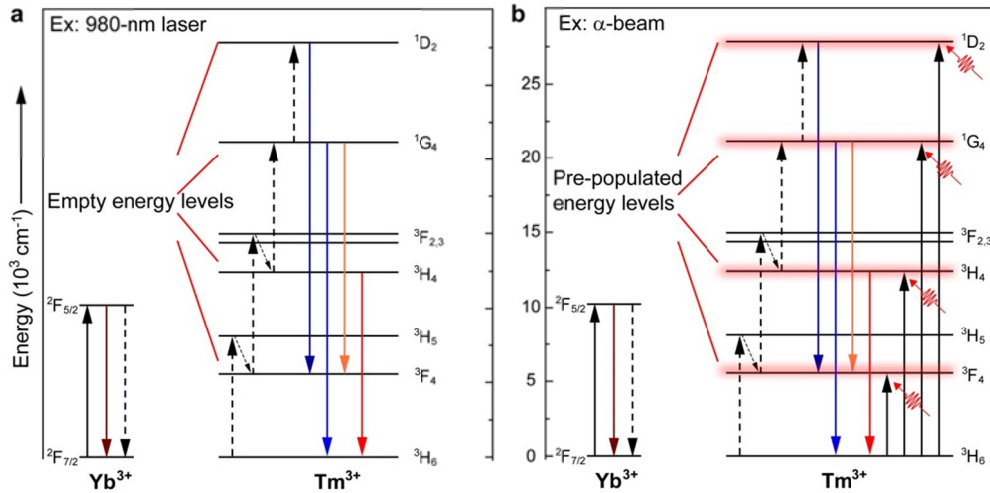 a
Ex: 980-nm laser
Energy (10³ cm⁻¹)
¹D₂
¹G₄
Empty energy levels
³F₂,₃
³H₄
²F₅/₂
³H₅
³F₄
²F₇/₂
³H₆
Yb³⁺
Tm³⁺
b
Ex: α-beam
25
20
15
10
5
0
¹D₂
¹G₄
Pre-populated
energy levels
³F₂,₃
³H₄
²F₅/₂
³H₅
³F₄
²F₇/₂
³H₆
Yb³⁺
Tm³⁺